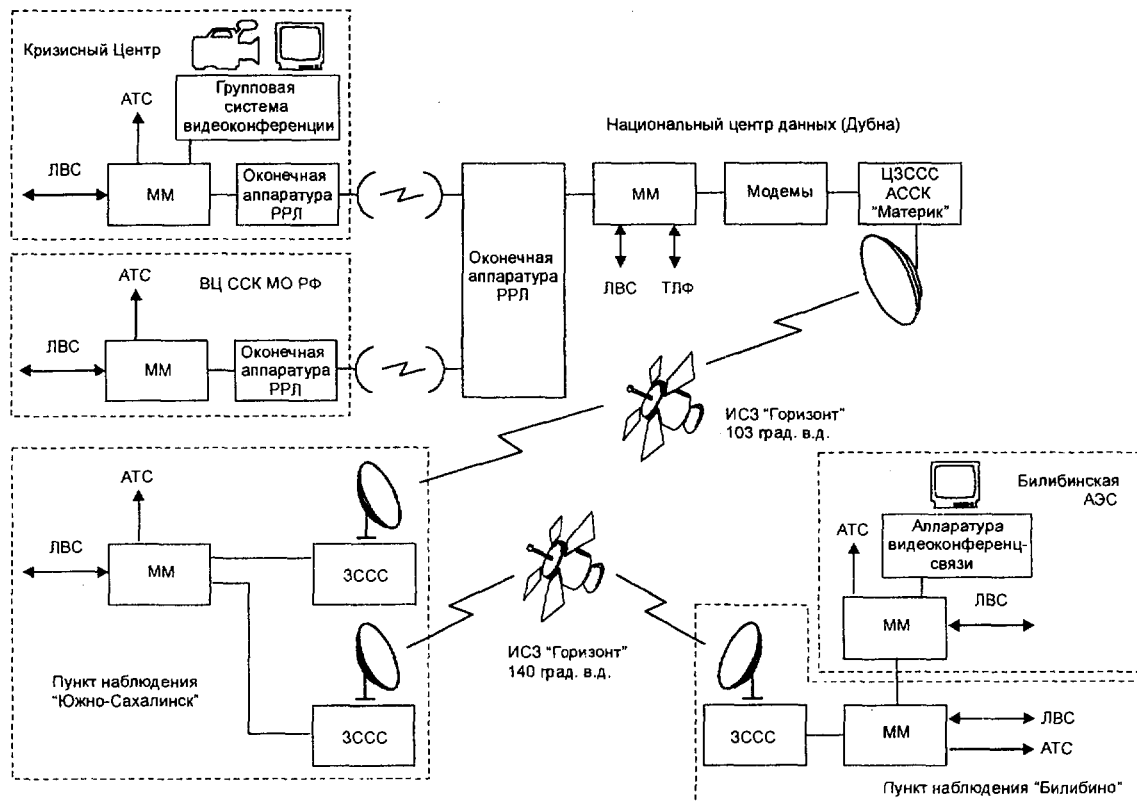 Кризисный Центр
Групповая
система
видеоконференции
АТС
ЛВС
ММ
Оконечная
аппаратура
РРЛ
ВЦ ССК МО РФ
АТС
ЛВС
ММ
Оконечная
аппаратура
РРЛ
Оконечная
аппаратура
РРЛ
Национальный центр данных (Дубна)
ММ
Модемы
ЦЗССС
АССК
"Материк"
ЛВС
ТЛФ
ИСЗ "Горизонт"
103 град. в.д.
АТС
ЛВС
ММ
ЗССС
ЗССС
Пункт наблюдения
"Южно-Сахалинск"
ИСЗ "Горизонт"
140 град. в.д.
Билибинская
АЭС
АТС
Аппаратура
видеоконференц-
связи
ЛВС
ММ
ЗССС
ММ
ЛВС
АТС
Пункт наблюдения "Билибино"